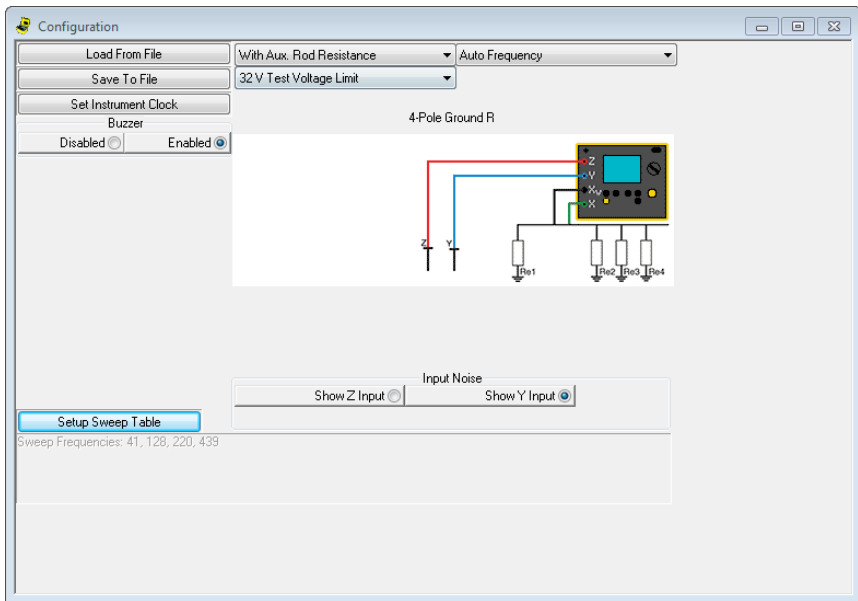 Configuration
Load From File
With Aux. Rod Resistance
Auto Frequency
Save To File
32 V Test Voltage Limit
Set Instrument Clock
Buzzer
4-Pole Ground R
Disabled
Enabled
Z
Y
Xv
X
Z
Y
Re1
Re2
Re3
Re4
Input Noise
Show Z Input
Show Y Input
Setup Sweep Table
Sweep Frequencies: 41, 128, 220, 439